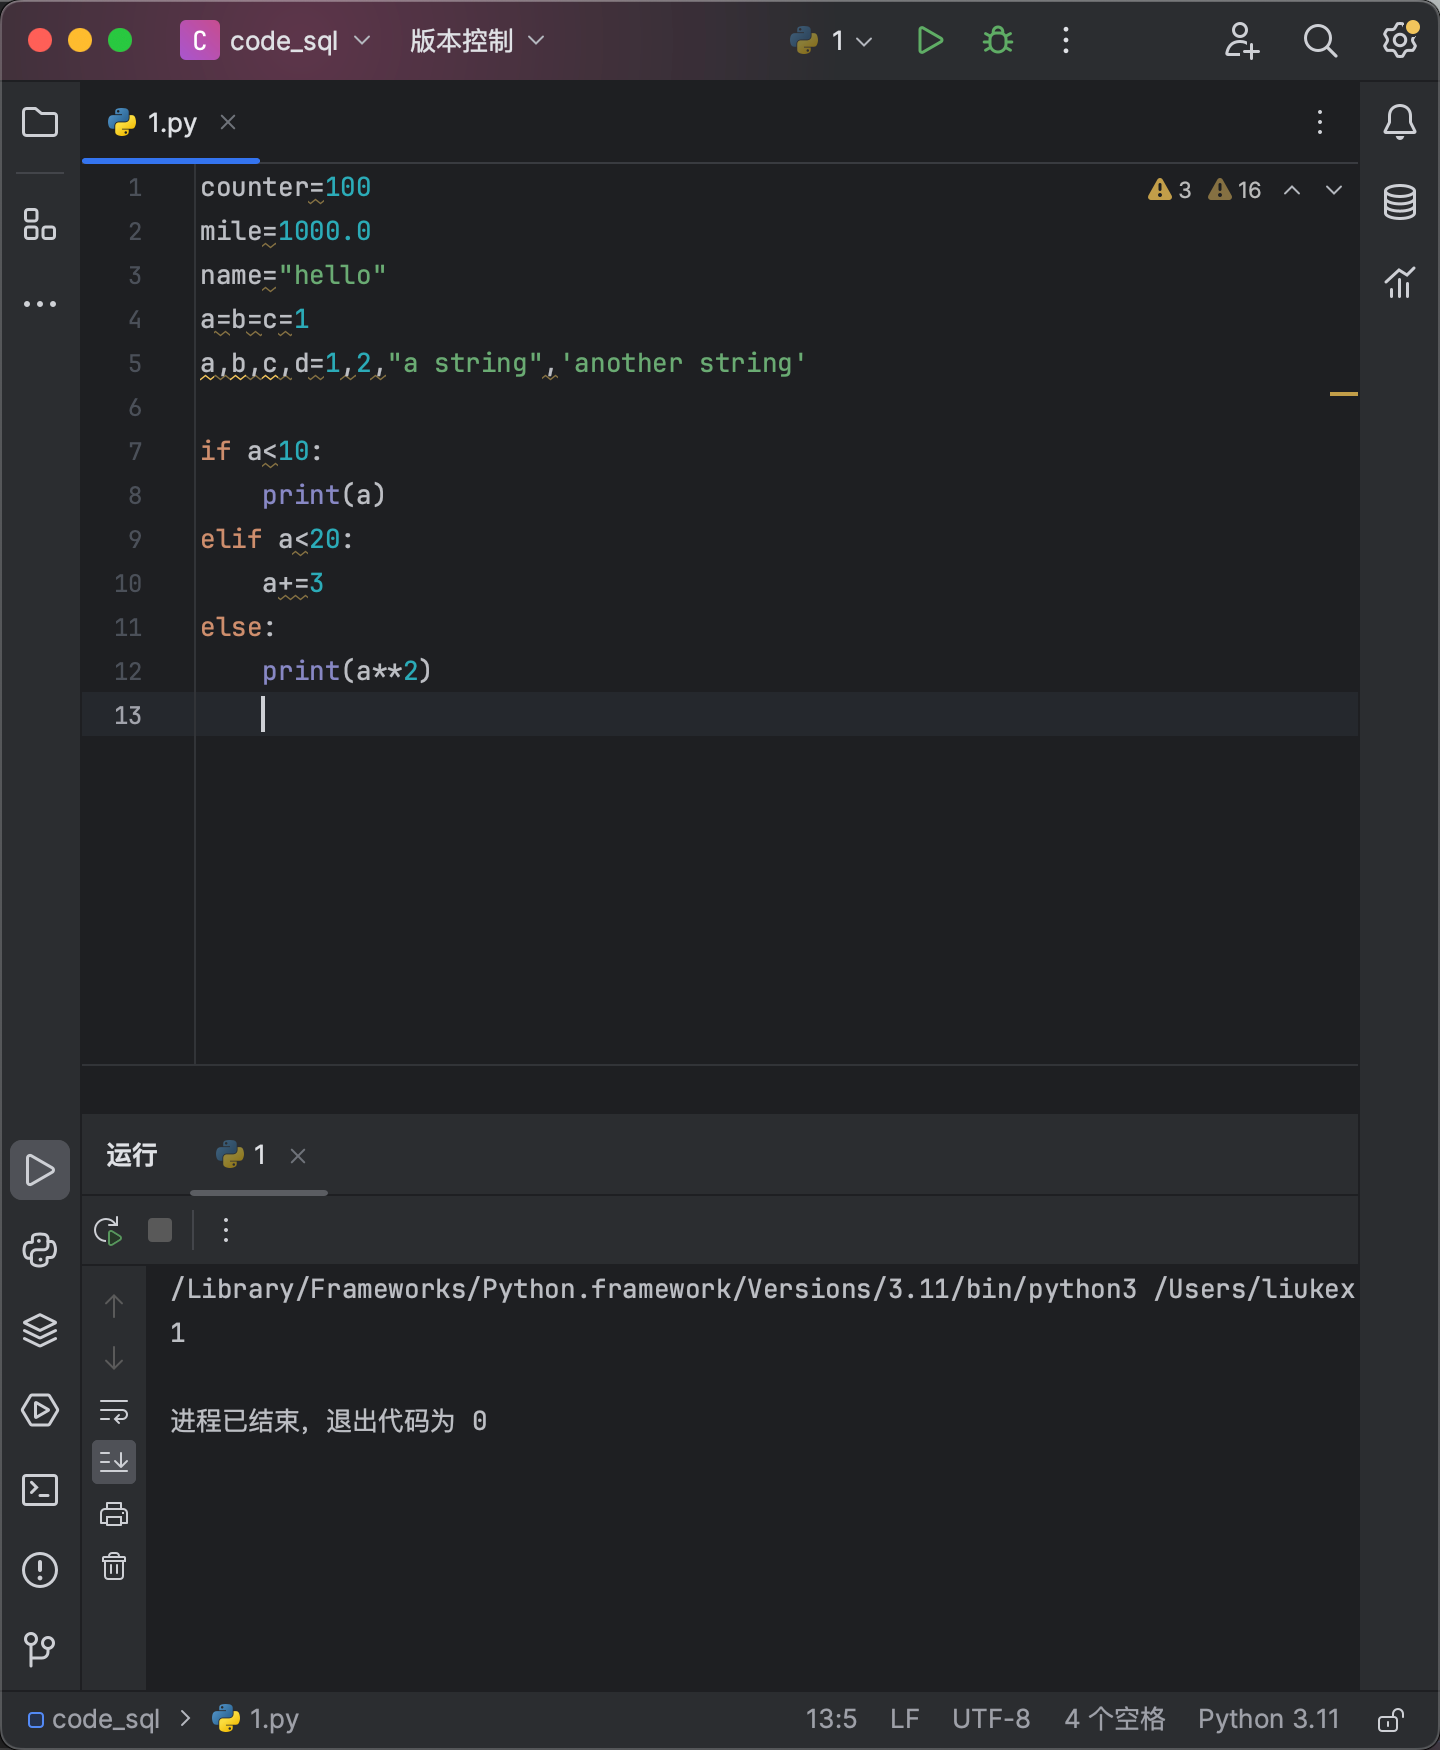 C code_sql 版本控制 1
1.py
3 16
1 counter=100
2 mile=1000.0
3 name="hello"
4 a=b=c=1
5 a,b,c,d=1,2,"a string",'another string'
6
7 if a<10:
8     print(a)
9 elif a<20:
10     a+=3
11 else:
12     print(a**2)
13
运行 1
/Library/Frameworks/Python.framework/Versions/3.11/bin/python3 /Users/liukex
1
进程已结束，退出代码为 0
code_sql > 1.py 13:5 LF UTF-8 4 个空格 Python 3.11